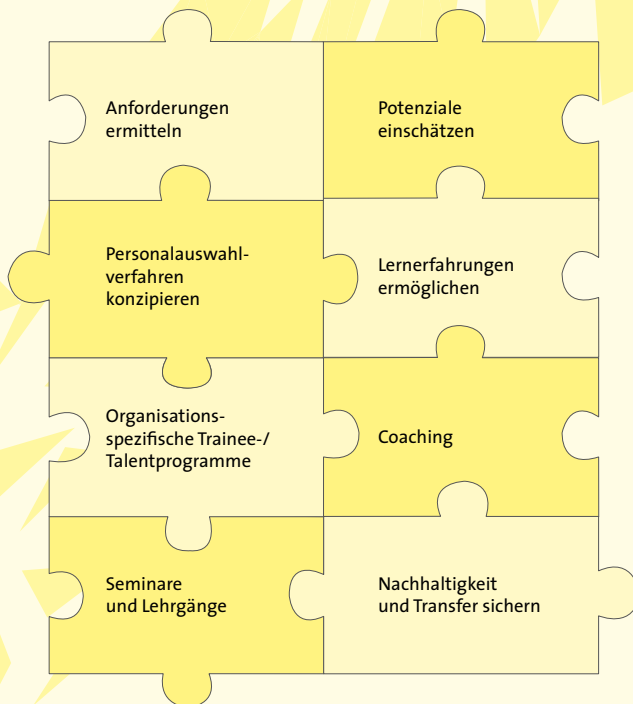 Anforderungen
ermitteln
Potenziale
einschätzen
Personalauswahl-
verfahren
konzipieren
Lernerfahrungen
ermöglichen
Organisations-
spezifische Trainee-/
Talentprogramme
Coaching
Seminare
und Lehrgänge
Nachhaltigkeit
und Transfer sichern